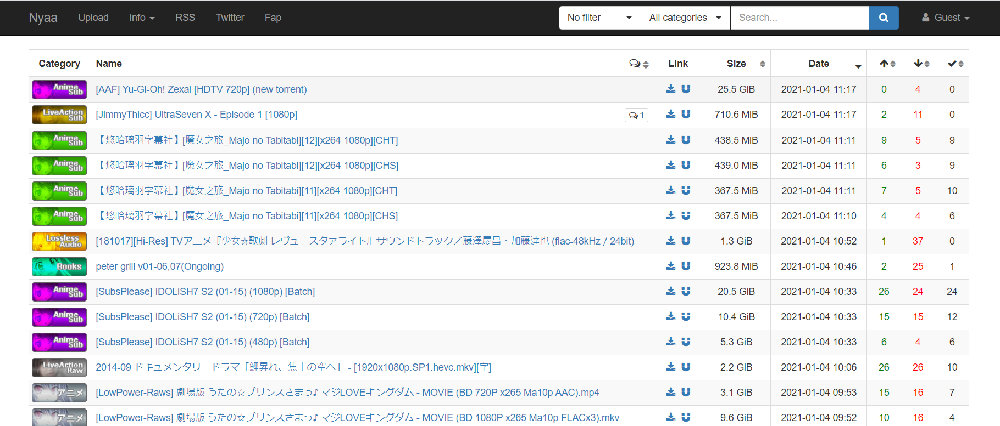 Nyaa Upload Info RSS Twitter Fap No filter All categories Search... Guest
Category Name Link Size Date
Anime Sub [AAF] Yu-Gi-Oh! Zexal [HDTV 720p] (new torrent) 25.5 GiB 2021-01-04 11:17 0 4 0
LiveAction Sub [JimmyThicc] UltraSeven X - Episode 1 [1080p] 1 710.6 MiB 2021-01-04 11:17 2 11 0
Anime Sub 【悠哈璃羽字幕社】[魔女之旅_Majo no Tabitabi][12][x264 1080p][CHT] 438.5 MiB 2021-01-04 11:11 9 5 9
Anime Sub 【悠哈璃羽字幕社】[魔女之旅_Majo no Tabitabi][12][x264 1080p][CHS] 439.0 MiB 2021-01-04 11:11 6 3 9
Anime Sub 【悠哈璃羽字幕社】[魔女之旅_Majo no Tabitabi][11][x264 1080p][CHT] 367.5 MiB 2021-01-04 11:11 7 5 10
Anime Sub 【悠哈璃羽字幕社】[魔女之旅_Majo no Tabitabi][11][x264 1080p][CHS] 367.5 MiB 2021-01-04 11:10 4 4 6
Lossless Audio [181017][Hi-Res] TVアニメ『少女☆歌劇 レヴュースタァライト』サウンドトラック／藤澤慶昌・加藤達也 (flac-48kHz / 24bit) 1.3 GiB 2021-01-04 10:52 1 37 0
Books peter grill v01-06,07(Ongoing) 923.8 MiB 2021-01-04 10:46 2 25 1
Anime Sub [SubsPlease] IDOLiSH7 S2 (01-15) (1080p) [Batch] 20.5 GiB 2021-01-04 10:33 26 24 24
Anime Sub [SubsPlease] IDOLiSH7 S2 (01-15) (720p) [Batch] 10.4 GiB 2021-01-04 10:33 15 15 12
Anime Sub [SubsPlease] IDOLiSH7 S2 (01-15) (480p) [Batch] 5.3 GiB 2021-01-04 10:33 6 4 6
LiveAction Raw 2014-09 ドキュメンタリードラマ「鯉昇れ、焦土の空へ」 - [1920x1080p.SP1.hevc.mkv][字] 2.2 GiB 2021-01-04 10:06 26 26 10
アニメ [LowPower-Raws] 劇場版 うたの☆プリンスさまっ♪ マジLOVEキングダム - MOVIE (BD 720P x265 Ma10p AAC).mp4 3.1 GiB 2021-01-04 09:53 15 16 7
アニメ [LowPower-Raws] 劇場版 うたの☆プリンスさまっ♪ マジLOVEキングダム - MOVIE (BD 1080P x265 Ma10p FLACx3).mkv 9.6 GiB 2021-01-04 09:52 10 16 4